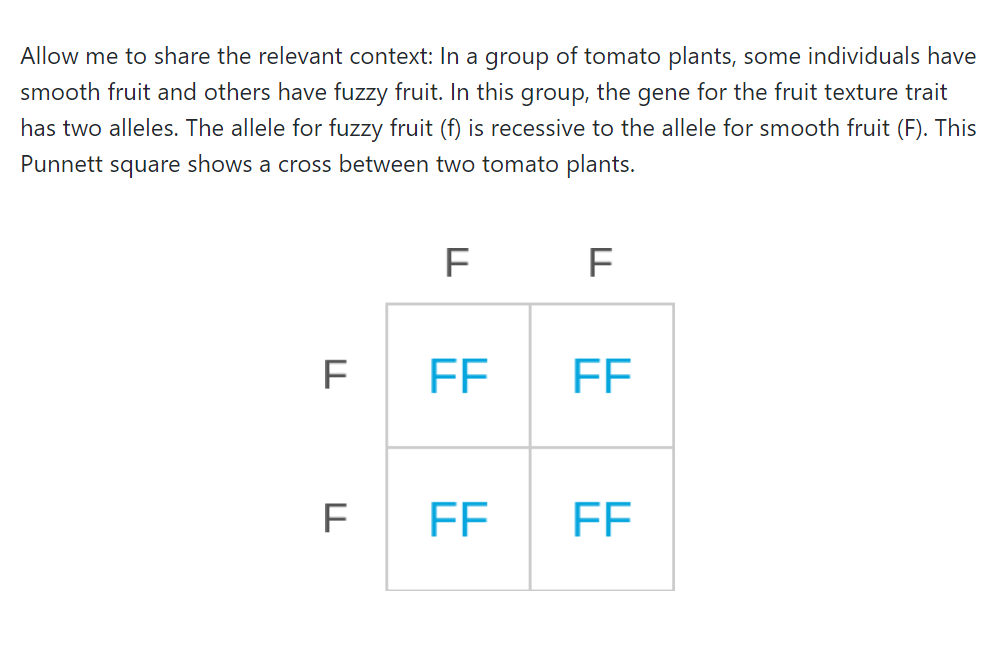 Allow me to share the relevant context: In a group of tomato plants, some individuals have
smooth fruit and others have fuzzy fruit. In this group, the gene for the fruit texture trait
has two alleles. The allele for fuzzy fruit (f) is recessive to the allele for smooth fruit (F). This
Punnett square shows a cross between two tomato plants.
F F
F FF FF
F FF FF